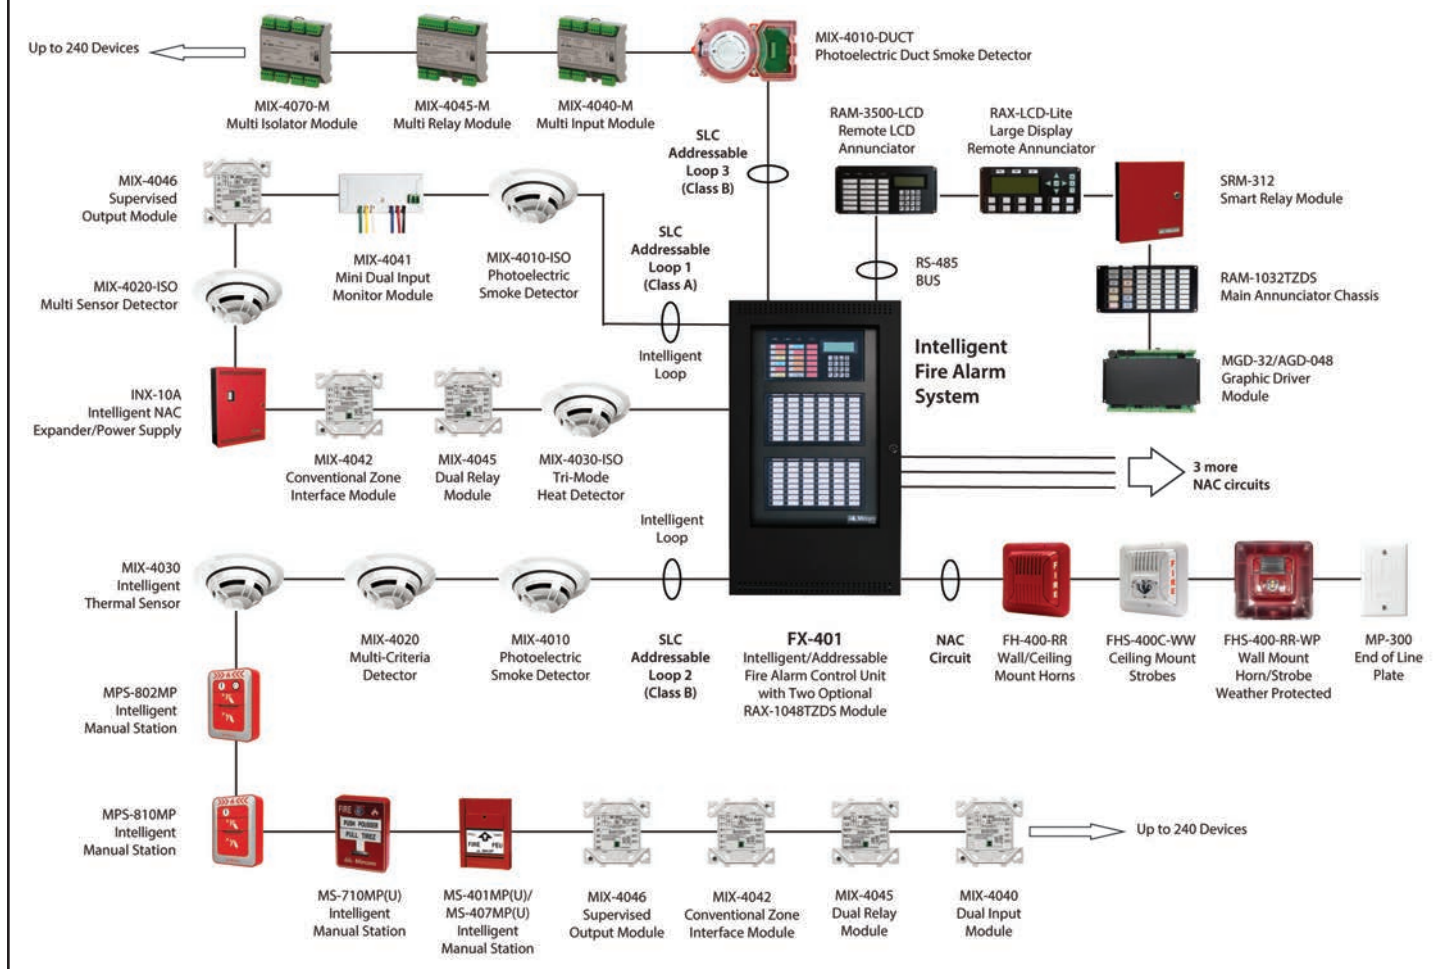 Up to 240 Devices
MIX-4070-M
Multi Isolator Module
MIX-4045-M
Multi Relay Module
MIX-4040-M
Multi Input Module
MIX-4010-DUCT
Photoelectric Duct Smoke Detector
SLC
Addressable
Loop 3
(Class B)
RAM-3500-LCD
Remote LCD
Annunciator
RAX-LCD-Lite
Large Display
Remote Annunciator
SRM-312
Smart Relay Module
MIX-4046
Supervised
Output Module
MIX-4041
Mini Dual Input
Monitor Module
MIX-4010-ISO
Photoelectric
Smoke Detector
SLC
Addressable
Loop 1
(Class A)
RS-485
BUS
MIX-4020-ISO
Multi Sensor Detector
RAM-1032TZDS
Main Annunciator Chassis
Intelligent
Loop
Intelligent
Fire Alarm
System
MGD-32/AGD-048
Graphic Driver
Module
INX-10A
Intelligent NAC
Expander/Power Supply
MIX-4042
Conventional Zone
Interface Module
MIX-4045
Dual Relay
Module
MIX-4030-ISO
Tri-Mode
Heat Detector
3 more
NAC circuits
Mircom
Intelligent
Loop
MIX-4030
Intelligent
Thermal Sensor
MIX-4020
Multi-Criteria
Detector
MIX-4010
Photoelectric
Smoke Detector
SLC
Addressable
Loop 2
(Class B)
FX-401
Intelligent/Addressable
Fire Alarm Control Unit
with Two Optional
RAX-1048TZDS Module
NAC
Circuit
FIRE
FH-400-RR
Wall/Ceiling
Mount Horns
FIRE
FHS-400C-WW
Ceiling Mount
Strobes
FHS-400-RR-WP
Wall Mount
Horn/Strobe
Weather Protected
MP-300
End of Line
Plate
MPS-802MP
Intelligent
Manual Station
MPS-810MP
Intelligent
Manual Station
FIRE
PUSH POUSSER
PULL TIREZ
Mircom
MS-710MP(U)
Intelligent
Manual Station
FIRE FEU
MS-401MP(U)/
MS-407MP(U)
Intelligent
Manual Station
MIX-4046
Supervised
Output Module
MIX-4042
Conventional Zone
Interface Module
MIX-4045
Dual Relay
Module
MIX-4040
Dual Input
Module
Up to 240 Devices